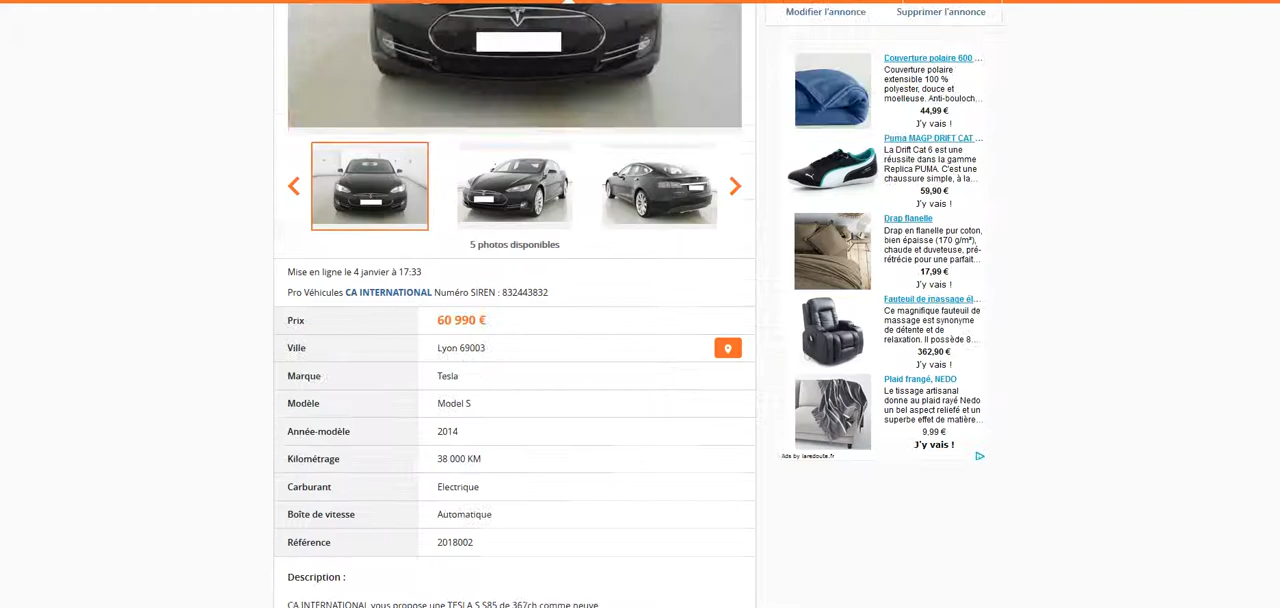 Modifier l'annonce
Supprimer l'annonce
5 photos disponibles
Mise en ligne le 4 janvier à 17:33
Pro Véhicules CA INTERNATIONAL Numéro SIREN : 832443832
Prix 60 990 €
Ville Lyon 69003
Marque Tesla
Modèle Model S
Année-modèle 2014
Kilométrage 38 000 KM
Carburant Electrique
Boîte de vitesse Automatique
Référence 2018002
Description :
CA INTERNATIONAL vous propose une TESLA S S85 de 367ch comme neuve
Couverture polaire 600 ...
Couverture polaire
extensible 100 %
polyester, douce et
moelleuse. Anti-bouloch...
44,99 €
J'y vais !
Puma MAGP DRIFT CAT ...
La Drift Cat 6 est une
réussite dans la gamme
Replica PUMA. C'est une
chaussure simple, à la...
59,90 €
J'y vais !
Drap flanelle
Drap en flanelle pur coton,
bien épaisse (170 g/m²),
chaude et duveteuse, pré-
rétrécie pour une parfait...
17,99 €
J'y vais !
Fauteuil de massage él...
Ce magnifique fauteuil de
massage est synonyme
de détente et de
relaxation. Il possède 8...
362,90 €
J'y vais !
Plaid frangé, NEDO
Le tissage artisanal
donne au plaid rayé Nedo
un bel aspect reliefé et un
superbe effet de matière...
9,99 €
J'y vais !
Ads by laredoute.fr